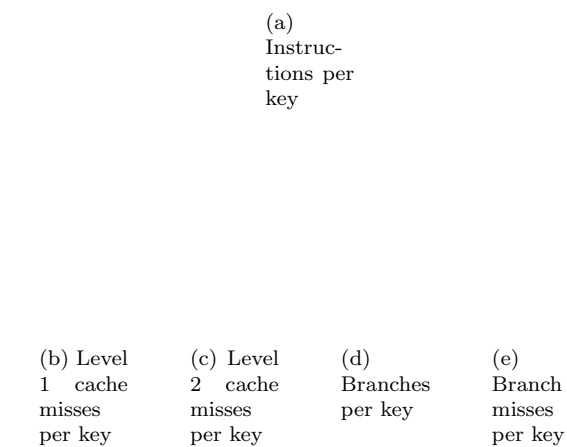 (a)
Instruc-
tions per
key
(b) Level
1 cache
misses
per key
(c) Level
2 cache
misses
per key
(d)
Branches
per key
(e)
Branch
misses
per key